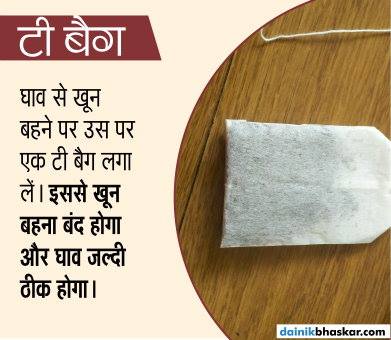 टी बैग
घाव से खून
बहने पर उस पर
एक टी बैग लगा
लें। इससे खून
बहना बंद होगा
और घाव जल्दी
ठीक होगा।
dainikbhaskar.com